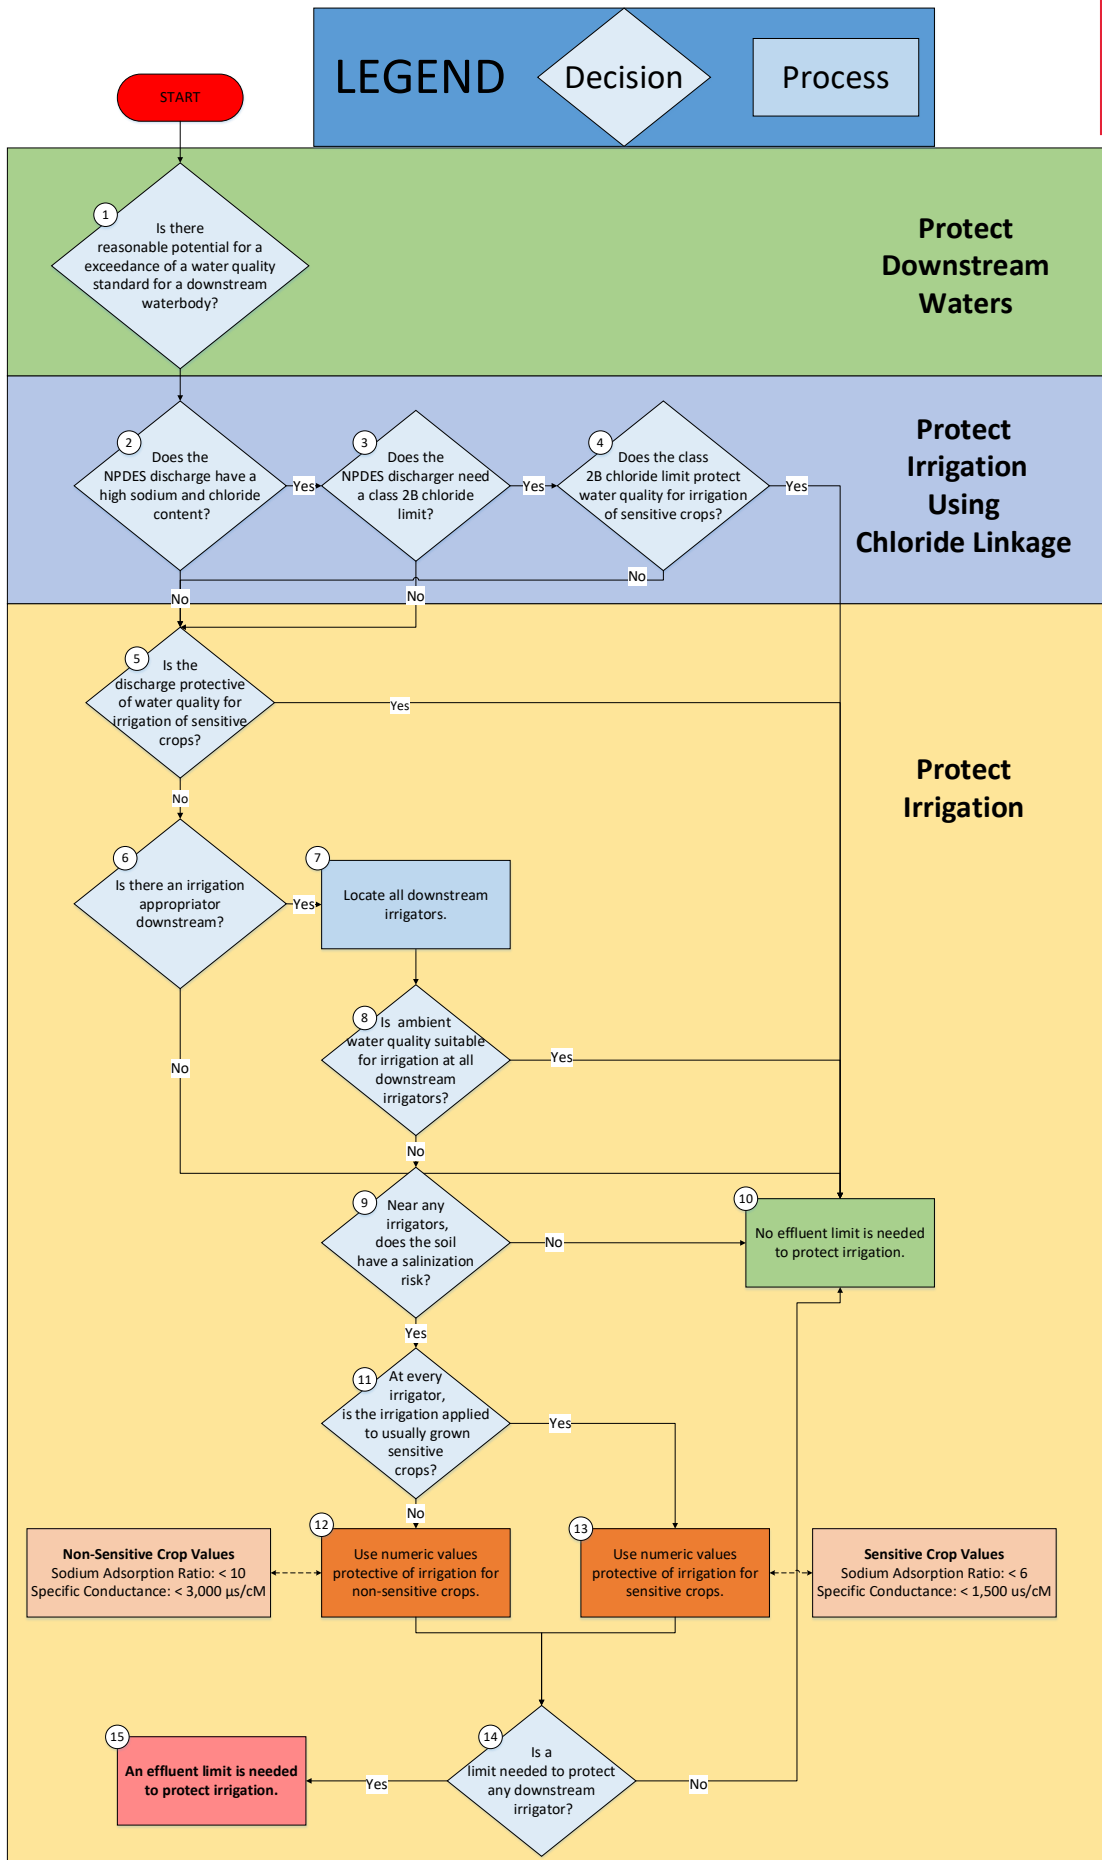 LEGEND
Decision
Process
START
1
Is there
reasonable potential for a
exceedance of a water quality
standard for a downstream
waterbody?
Protect
Downstream
Waters
2
Does the
NPDES discharge have a
high sodium and chloride
content?
Yes
3
Does the
NPDES discharger need
a class 2B chloride
limit?
Yes
4
Does the class
2B chloride limit protect
water quality for irrigation
of sensitive crops?
Yes
Protect
Irrigation
Using
Chloride Linkage
No
No
No
5
Is the
discharge protective
of water quality for
irrigation of sensitive
crops?
Yes
Protect
Irrigation
No
6
Is there an irrigation
appropriator
downstream?
Yes
7
Locate all downstream
irrigators.
8
Is ambient
water quality suitable
for irrigation at all
downstream
irrigators?
Yes
No
No
9
Near any
irrigators,
does the soil
have a salinization
risk?
No
10
No effluent limit is needed
to protect irrigation.
Yes
11
At every
irrigator,
is the irrigation applied
to usually grown
sensitive
crops?
Yes
No
Non-Sensitive Crop Values
Sodium Adsorption Ratio: < 10
Specific Conductance: < 3,000 µs/cM
12
Use numeric values
protective of irrigation for
non-sensitive crops.
13
Use numeric values
protective of irrigation for
sensitive crops.
Sensitive Crop Values
Sodium Adsorption Ratio: < 6
Specific Conductance: < 1,500 us/cM
14
Is a
limit needed to protect
any downstream
irrigator?
No
Yes
15
An effluent limit is needed
to protect irrigation.